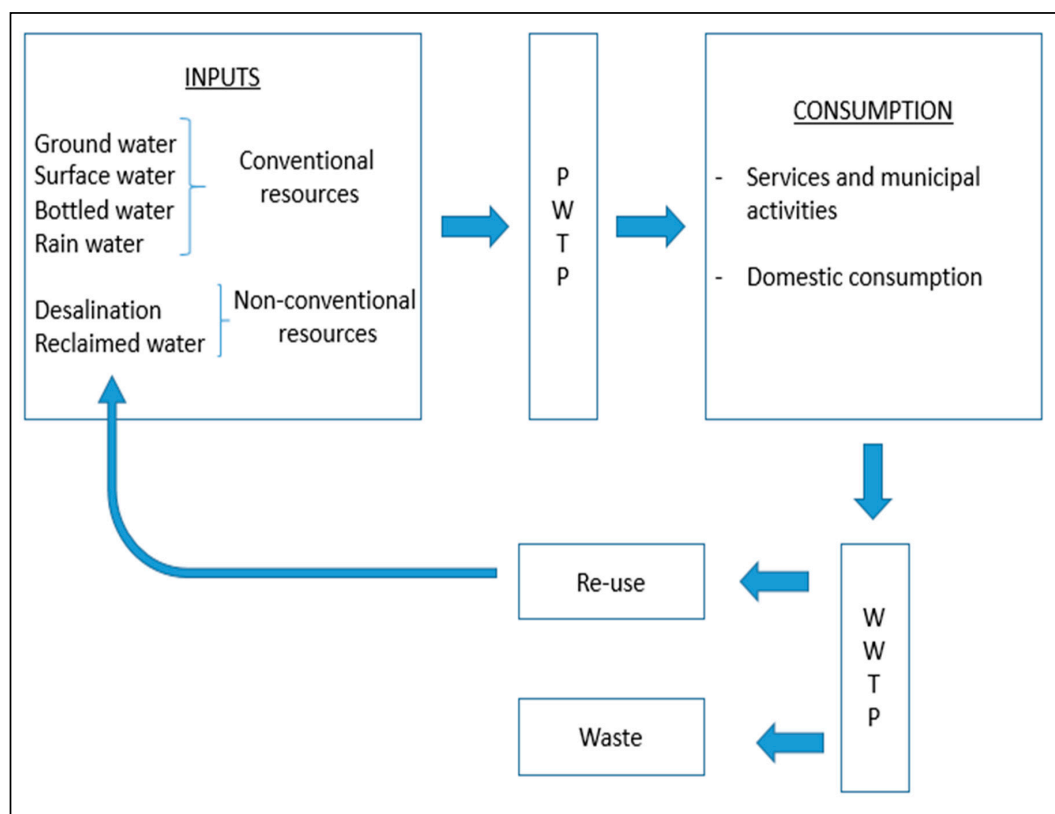 INPUTS
Ground water
Surface water
Bottled water
Rain water
Conventional
resources
Desalination
Reclaimed water
Non-conventional
resources
P
W
T
P
CONSUMPTION
- Services and municipal
activities
- Domestic consumption
Re-use
Waste
W
W
T
P